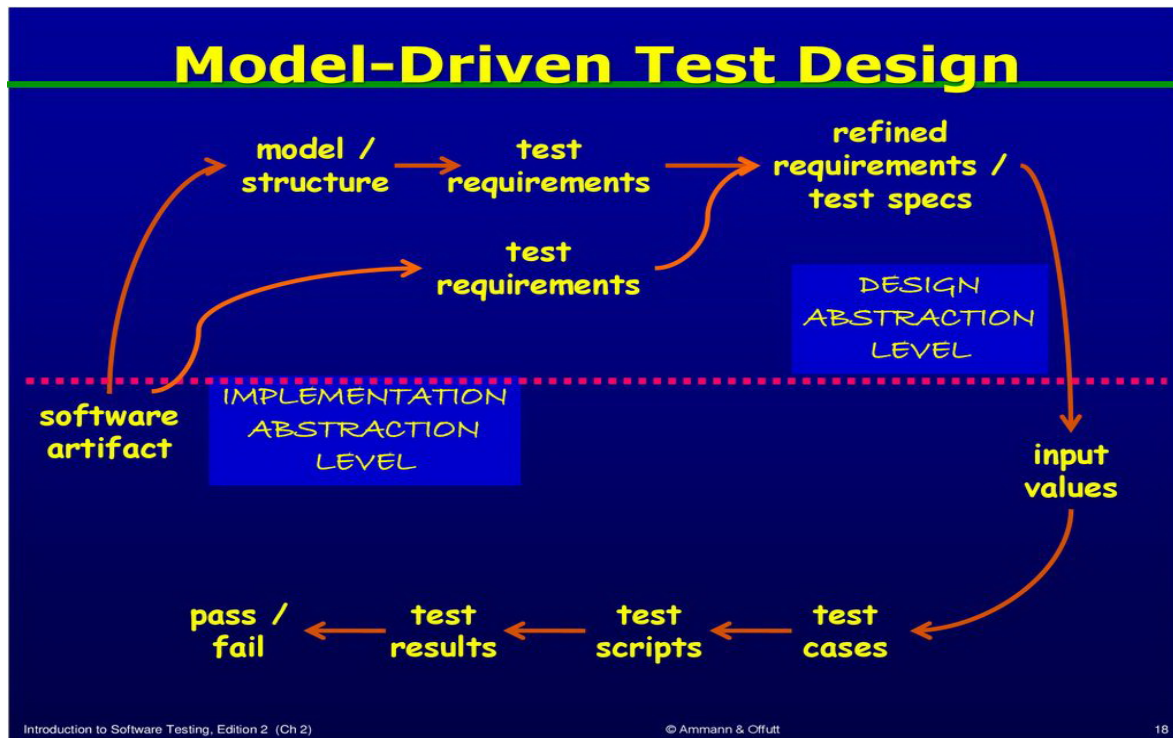 Model-Driven Test Design
model /
structure
test
requirements
refined
requirements /
test specs
test
requirements
DESIGN
ABSTRACTION
LEVEL
IMPLEMENTATION
ABSTRACTION
LEVEL
software
artifact
input
values
pass /
fail
test
results
test
scripts
test
cases
Introduction to Software Testing, Edition 2 (Ch 2)
© Ammann & Offutt
18